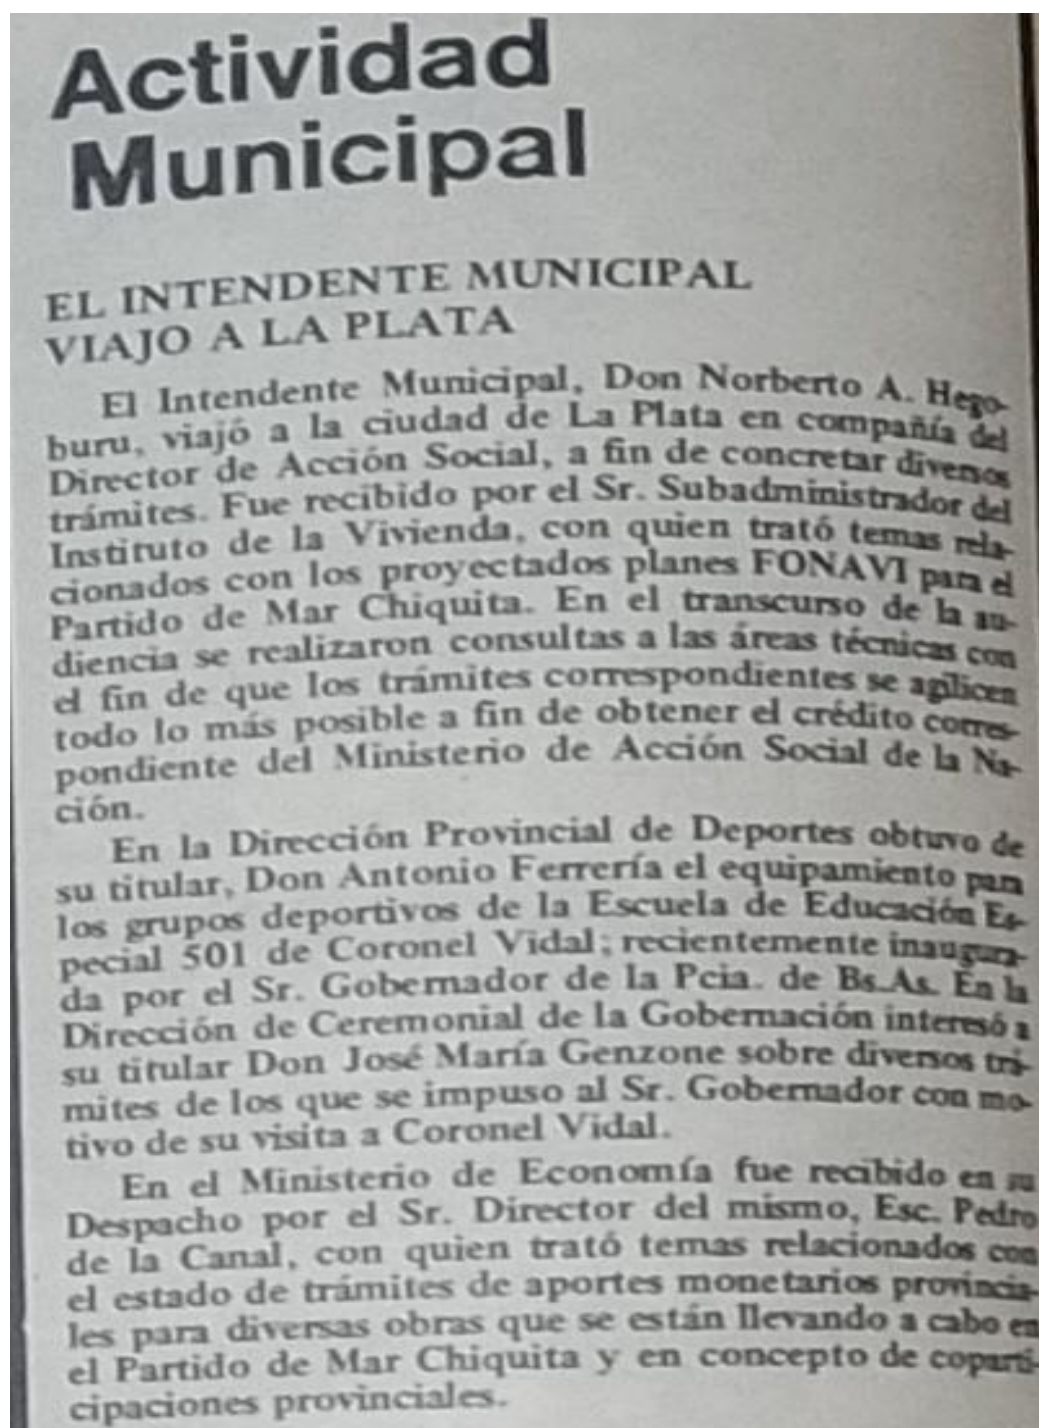 Actividad
Municipal
EL INTENDENTE MUNICIPAL
VIAJO A LA PLATA
El Intendente Municipal, Don Norberto A. Hego-
buru, viajó a la ciudad de La Plata en compañía del
Director de Acción Social, a fin de concretar diversos
trámites. Fue recibido por el Sr. Subadministrador del
Instituto de la Vivienda, con quien trató temas rela-
cionados con los proyectados planes FONAVI para el
Partido de Mar Chiquita. En el transcurso de la au-
diencia se realizaron consultas a las áreas técnicas con
el fin de que los trámites correspondientes se agilicen
todo lo más posible a fin de obtener el crédito corres-
pondiente del Ministerio de Acción Social de la Na-
ción.
En la Dirección Provincial de Deportes obtuvo de
su titular, Don Antonio Ferrería el equipamiento para
los grupos deportivos de la Escuela de Educación Es-
pecial 501 de Coronel Vidal; recientemente inaugura-
da por el Sr. Gobernador de la Pcia. de Bs.As. En la
Dirección de Ceremonial de la Gobernación interesó a
su titular Don José María Genzone sobre diversos trá-
mites de los que se impuso al Sr. Gobernador con mo-
tivo de su visita a Coronel Vidal.
En el Ministerio de Economía fue recibido en su
Despacho por el Sr. Director del mismo, Esc. Pedro
de la Canal, con quien trató temas relacionados con
el estado de trámites de aportes monetarios provincia-
les para diversas obras que se están llevando a cabo en
el Partido de Mar Chiquita y en concepto de coparti-
cipaciones provinciales.